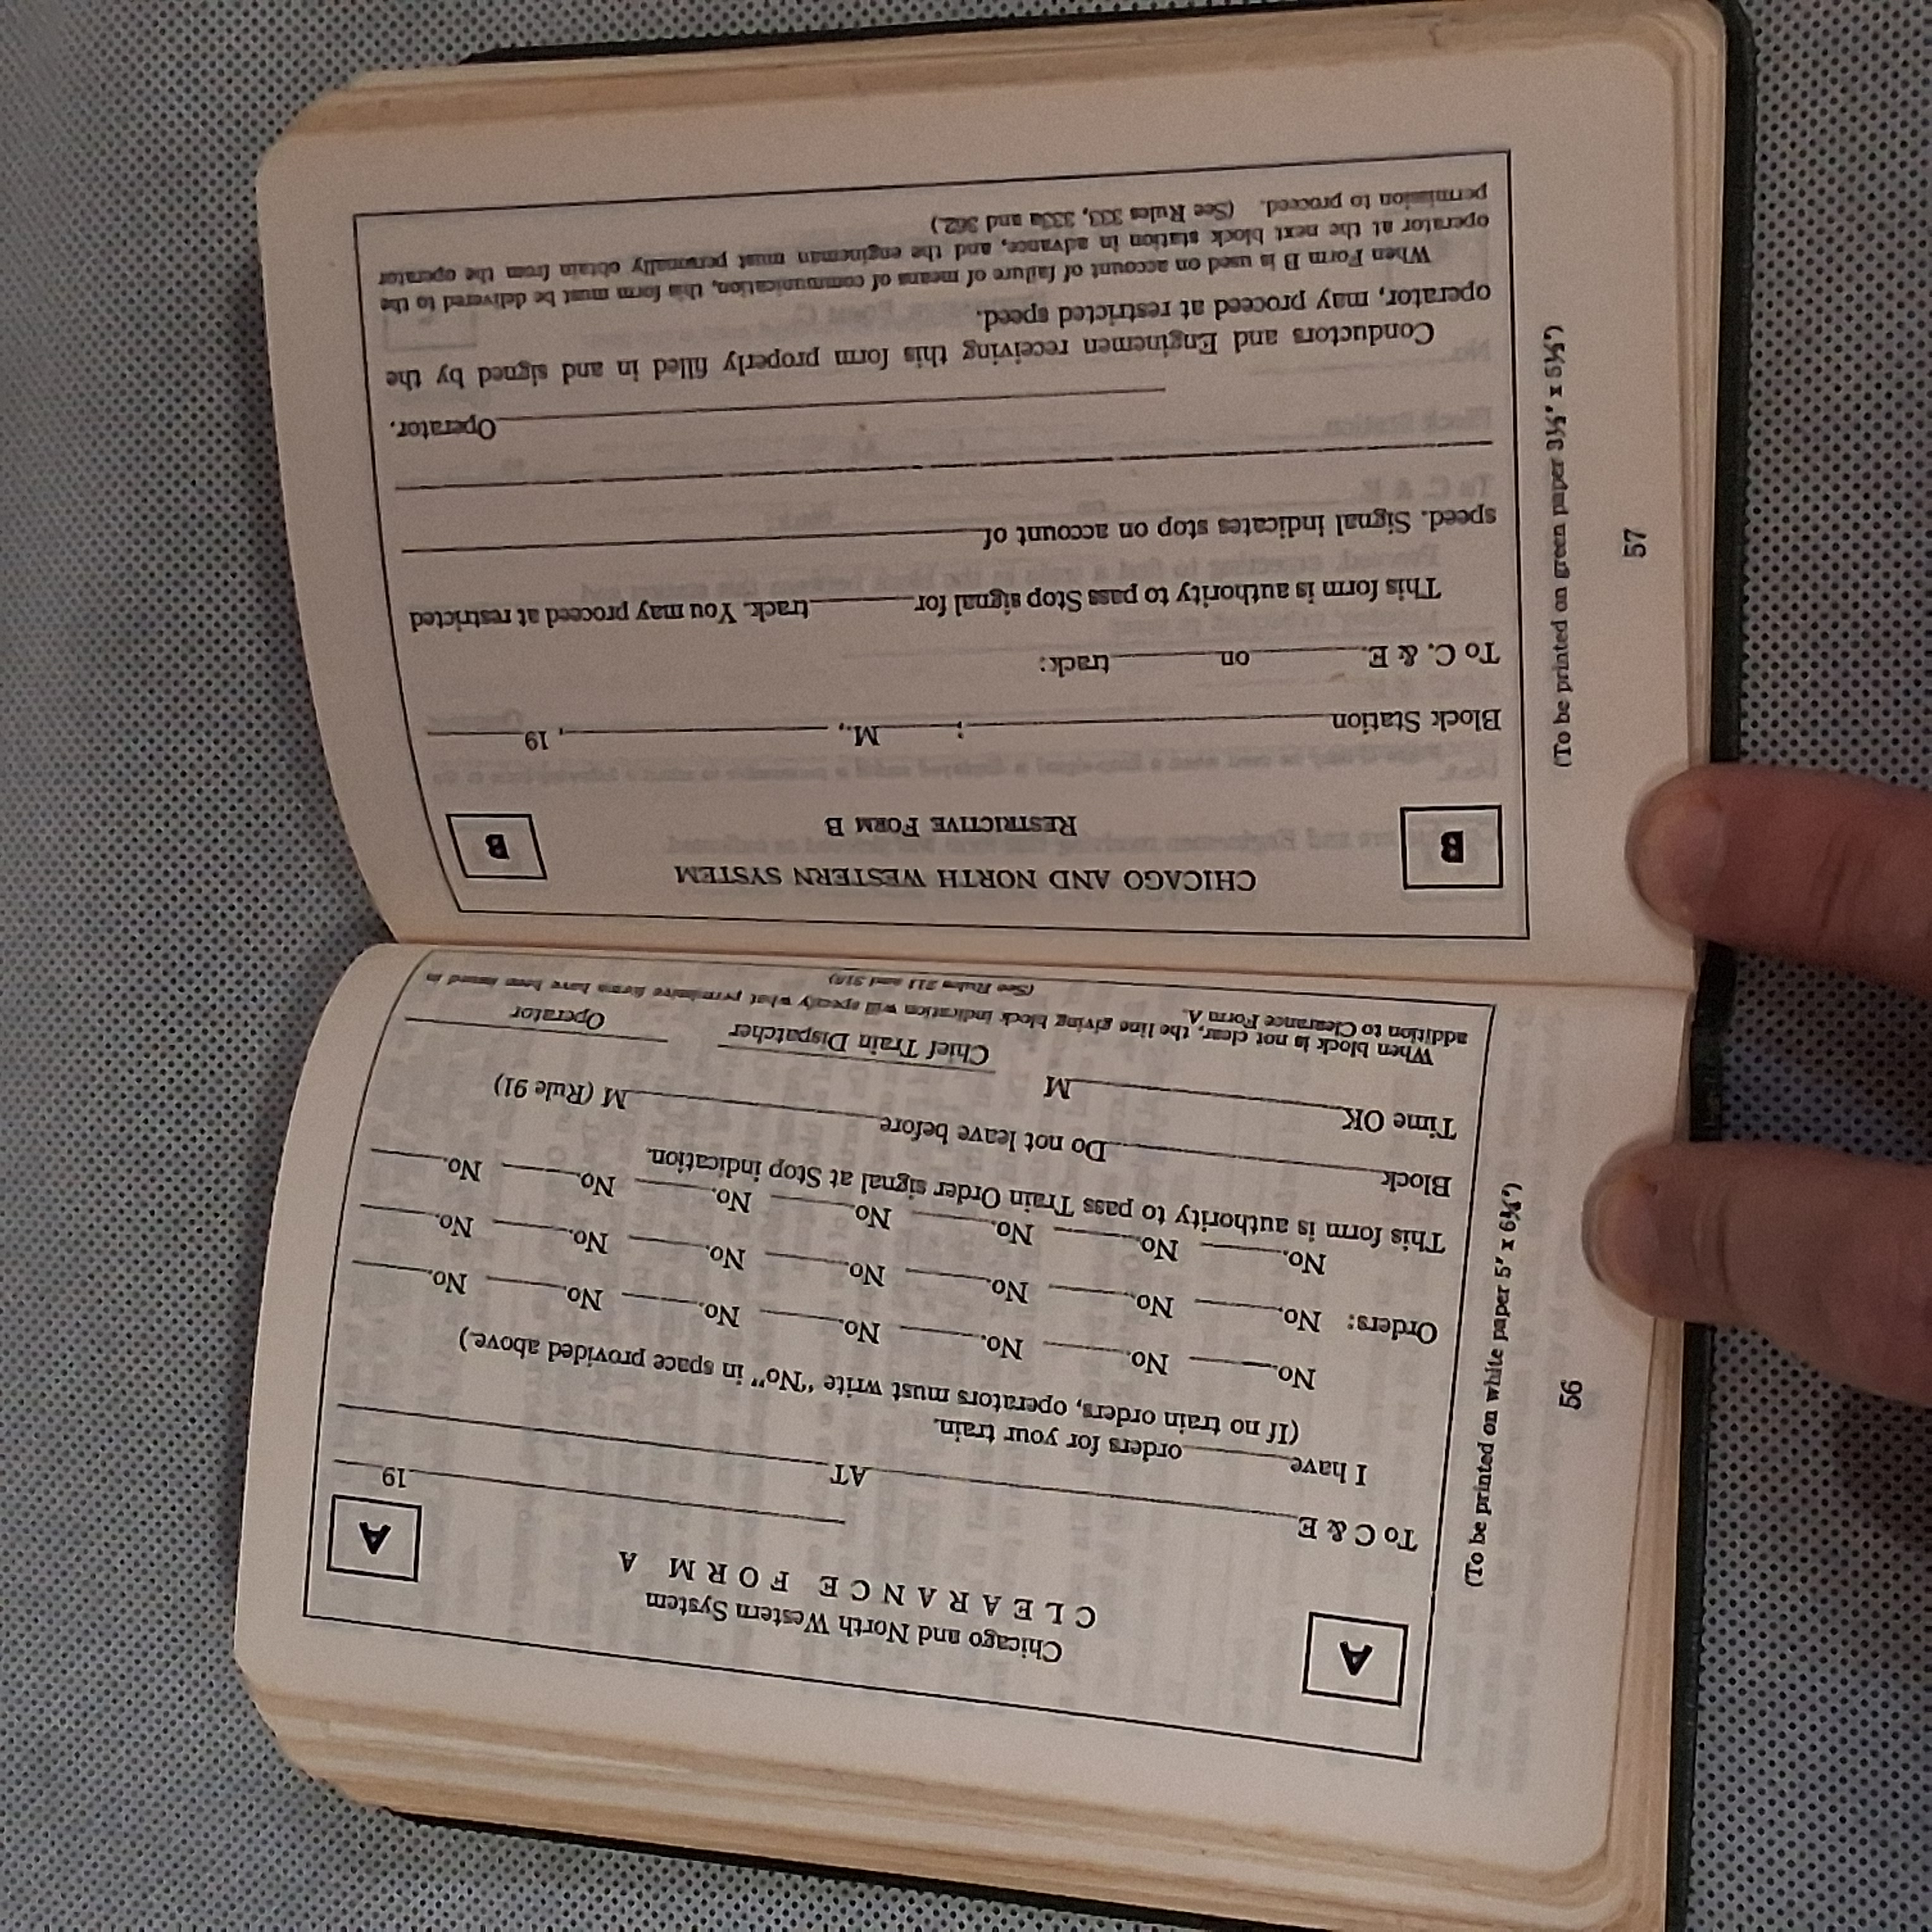 A
A
Chicago and North Western System
CLEARANCE FORM A
19
To C & E AT
I have orders for your train.
(If no train orders, operators must write "No" in space provided above.)
No. No. No. No. No. No. No.
Orders: No. No. No. No. No. No. No.
No. No. No. No. No. No. No.
This form is authority to pass Train Order signal at Stop indication.
Block Do not leave before M (Rule 91)
Time OK M
Chief Train Dispatcher Operator
When block is not clear, the line giving block indication will specify what permissive forms have been issued in
addition to Clearance Form A.
(See Rules 211 and
(To be printed on white paper 5" x 6¾")
56
CHICAGO AND NORTH WESTERN SYSTEM
B
B
RESTRICTIVE FORM B
Block Station ; M., , 19
To C. & E. on track:
This form is authority to pass Stop signal for track. You may proceed at restricted
speed. Signal indicates stop on account of
Operator.
Conductors and Enginemen receiving this form properly filled in and signed by the
operator, may proceed at restricted speed.
When Form B is used on account of failure of means of communication, this form must be delivered to the
operator at the next block station in advance, and the engineman must personally obtain from the operator
permission to proceed. (See Rules 333, 333a and 362.)
(To be printed on green paper 3½" x 5½")
57